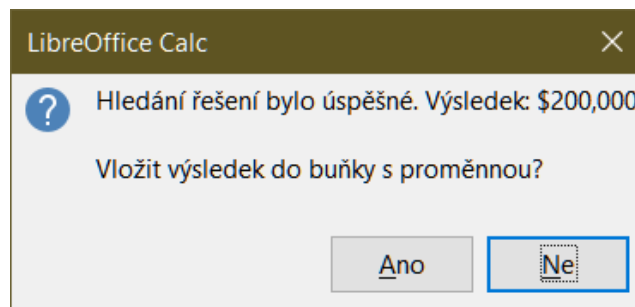 LibreOffice Calc
Hledání řešení bylo úspěšné. Výsledek: $200,000
Vložit výsledek do buňky s proměnnou?
Ano
Ne